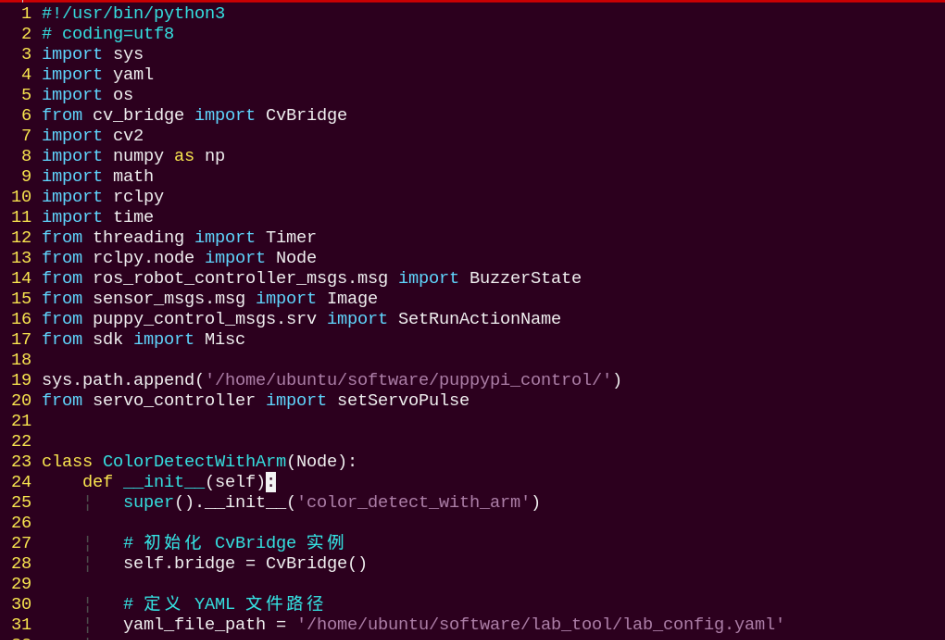 1 #!/usr/bin/python3
2 # coding=utf8
3 import sys
4 import yaml
5 import os
6 from cv_bridge import CvBridge
7 import cv2
8 import numpy as np
9 import math
10 import rclpy
11 import time
12 from threading import Timer
13 from rclpy.node import Node
14 from ros_robot_controller_msgs.msg import BuzzerState
15 from sensor_msgs.msg import Image
16 from puppy_control_msgs.srv import SetRunActionName
17 from sdk import Misc
18
19 sys.path.append('/home/ubuntu/software/puppypi_control/')
20 from servo_controller import setServoPulse
21
22
23 class ColorDetectWithArm(Node):
24     def __init__(self):
25     ¦   super().__init__('color_detect_with_arm')
26
27     ¦   # 初始化 CvBridge 实例
28     ¦   self.bridge = CvBridge()
29
30     ¦   # 定义 YAML 文件路径
31     ¦   yaml_file_path = '/home/ubuntu/software/lab_tool/lab_config.yaml'